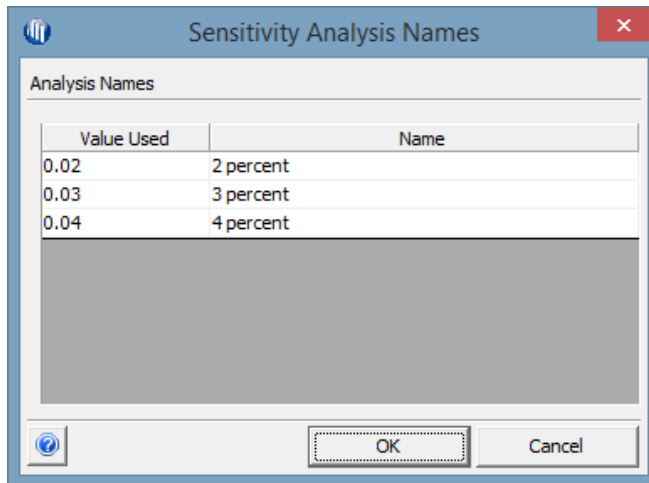 Sensitivity Analysis Names
Analysis Names
Value Used Name
0.02 2 percent
0.03 3 percent
0.04 4 percent
OK Cancel